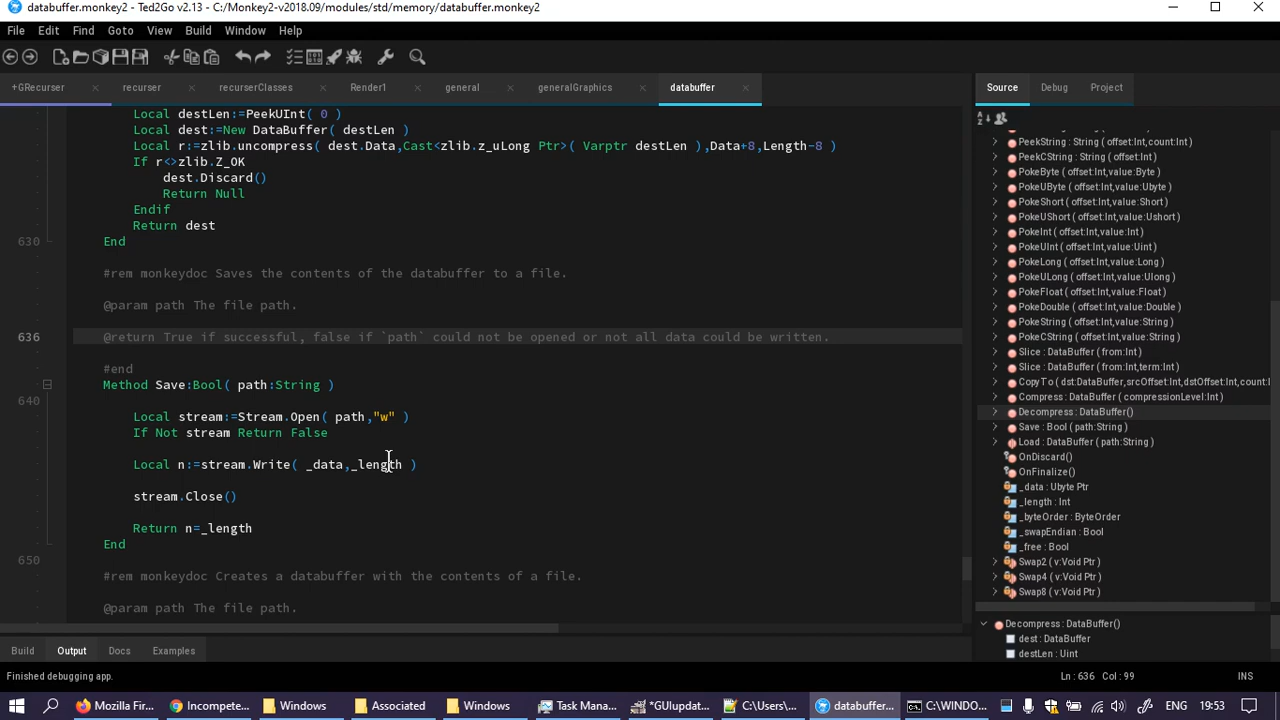 databuffer.monkey2 - Ted2Go v2.13 - C:/Monkey2-v2018.09/modules/std/memory/databuffer.monkey2
File Edit Find GoTo View Build Window Help
+GRecurser recurser recurserClasses Render1 general generalGraphics databuffer
Source Debug Project
Local destLen:=PeekUInt( 0 )
Local dest:=New DataBuffer( destLen )
Local r:=zlib.uncompress( dest.Data,Cast<zlib.z_uLong Ptr>( Varptr destLen ),Data+8,Length-8 )
If r<>zlib.Z_OK
dest.Discard()
Return Null
Endif
Return dest
630 End
#rem monkeydoc Saves the contents of the databuffer to a file.
@param path The file path.
636 @return True if successful, false if `path` could not be opened or not all data could be written.
#end
Method Save:Bool( path:String )
640
Local stream:=Stream.Open( path,"w" )
If Not stream Return False
Local n:=stream.Write( _data,_length )
stream.Close()
Return n=_length
End
650
#rem monkeydoc Creates a databuffer with the contents of a file.
@param path The file path.
PeekString : String ( offset:Int,count:Int)
PeekCString : String ( offset:Int)
PokeByte ( offset:Int,value:Byte)
PokeUByte ( offset:Int,value:Ubyte)
PokeShort ( offset:Int,value:Short)
PokeUShort ( offset:Int,value:Ushort)
PokeInt ( offset:Int,value:Int)
PokeUInt ( offset:Int,value:Uint)
PokeLong ( offset:Int,value:Long)
PokeULong ( offset:Int,value:Ulong)
PokeFloat ( offset:Int,value:Float)
PokeDouble ( offset:Int,value:Double)
PokeString ( offset:Int,value:String)
PokeCString ( offset:Int,value:String)
Slice : DataBuffer ( from:Int)
Slice : DataBuffer ( from:Int,term:Int)
CopyTo ( dst:DataBuffer,srcOffset:Int,dstOffset:Int,count:I
Compress : DataBuffer ( compressionLevel:Int)
Decompress : DataBuffer()
Save : Bool ( path:String)
Load : DataBuffer ( path:String)
OnDiscard()
OnFinalize()
_data : Ubyte Ptr
_length : Int
_byteOrder : ByteOrder
_swapEndian : Bool
_free : Bool
Swap2 ( v:Void Ptr)
Swap4 ( v:Void Ptr)
Swap8 ( v:Void Ptr)
Decompress : DataBuffer()
dest : DataBuffer
destLen : Uint
Build Output Docs Examples
Finished debugging app.
Ln : 636 Col : 99 INS
Mozilla Fir... Incompete... Windows Associated Windows Task Mana... *GUIupdat... C:\Users\... databuffer... C:\WINDO... 19:53